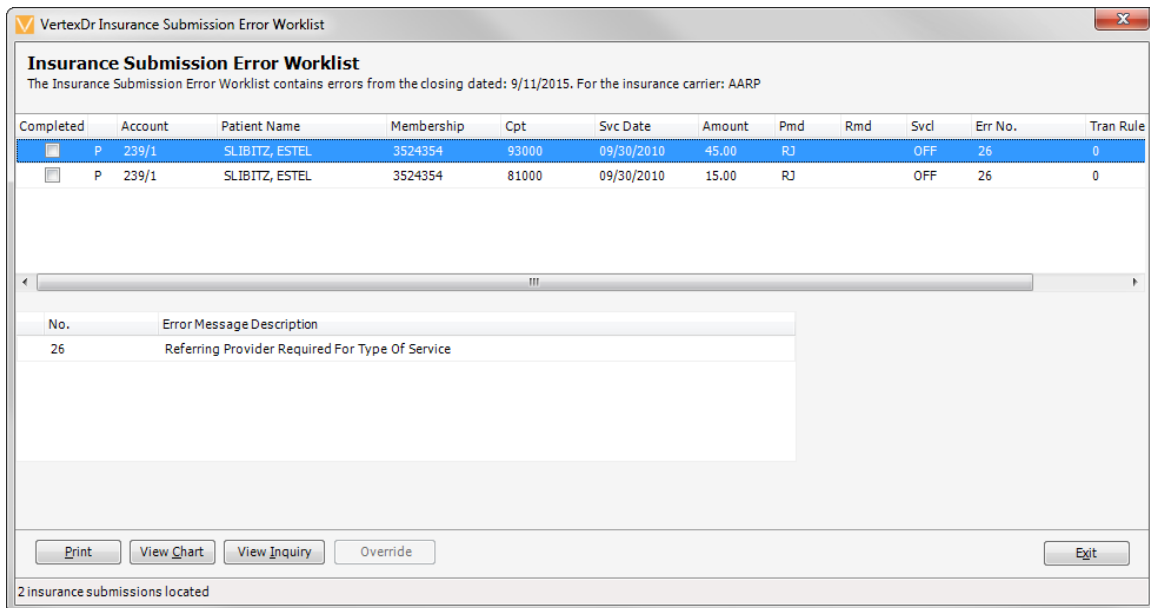 VertexDr Insurance Submission Error Worklist
x
Insurance Submission Error Worklist
The Insurance Submission Error Worklist contains errors from the closing dated: 9/11/2015. For the insurance carrier: AARP
Completed Account Patient Name Membership Cpt Svc Date Amount Pmd Rmd Svcl Err No. Tran Rule
P 239/1 SLIBITZ, ESTEL 3524354 93000 09/30/2010 45.00 RJ OFF 26 0
P 239/1 SLIBITZ, ESTEL 3524354 81000 09/30/2010 15.00 RJ OFF 26 0
No. Error Message Description
26 Referring Provider Required For Type Of Service
Print View Chart View Inquiry Override Exit
2 insurance submissions located